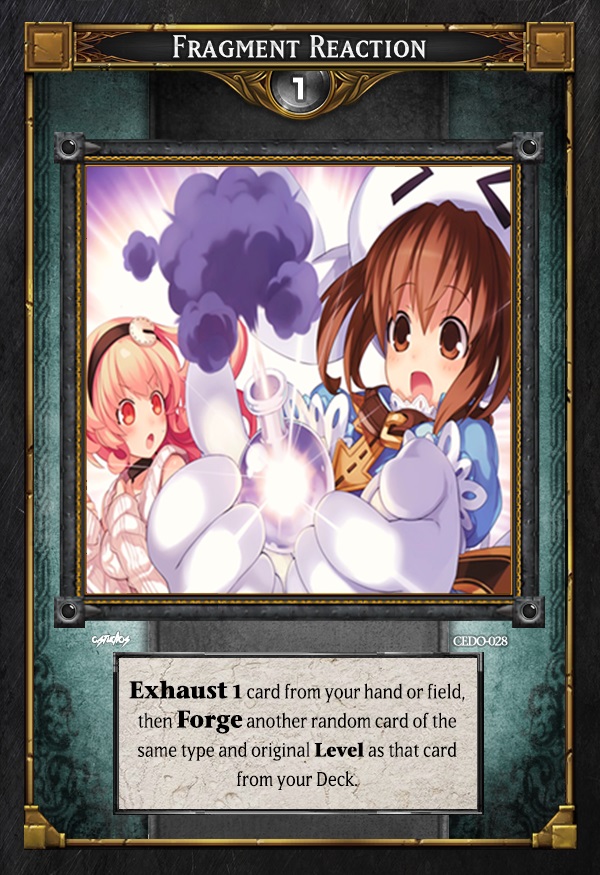 FRAGMENT REACTION
1
CSTUDIOS
CEDO-028
Exhaust 1 card from your hand or field,
then Forge another random card of the
same type and original Level as that card
from your Deck.